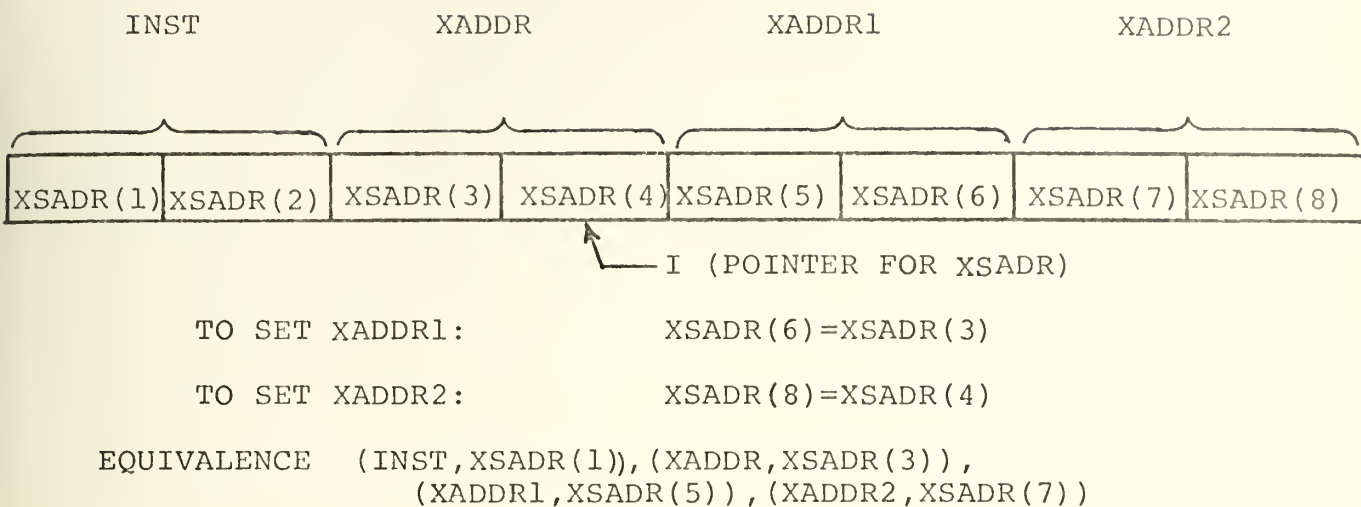 INST XADDR XADDR1 XADDR2
XSADR(1) XSADR(2) XSADR(3) XSADR(4) XSADR(5) XSADR(6) XSADR(7) XSADR(8)
I (POINTER FOR XSADR)
TO SET XADDR1: XSADR(6)=XSADR(3)
TO SET XADDR2: XSADR(8)=XSADR(4)
EQUIVALENCE (INST,XSADR(1)),(XADDR,XSADR(3)),
(XADDR1,XSADR(5)),(XADDR2,XSADR(7))